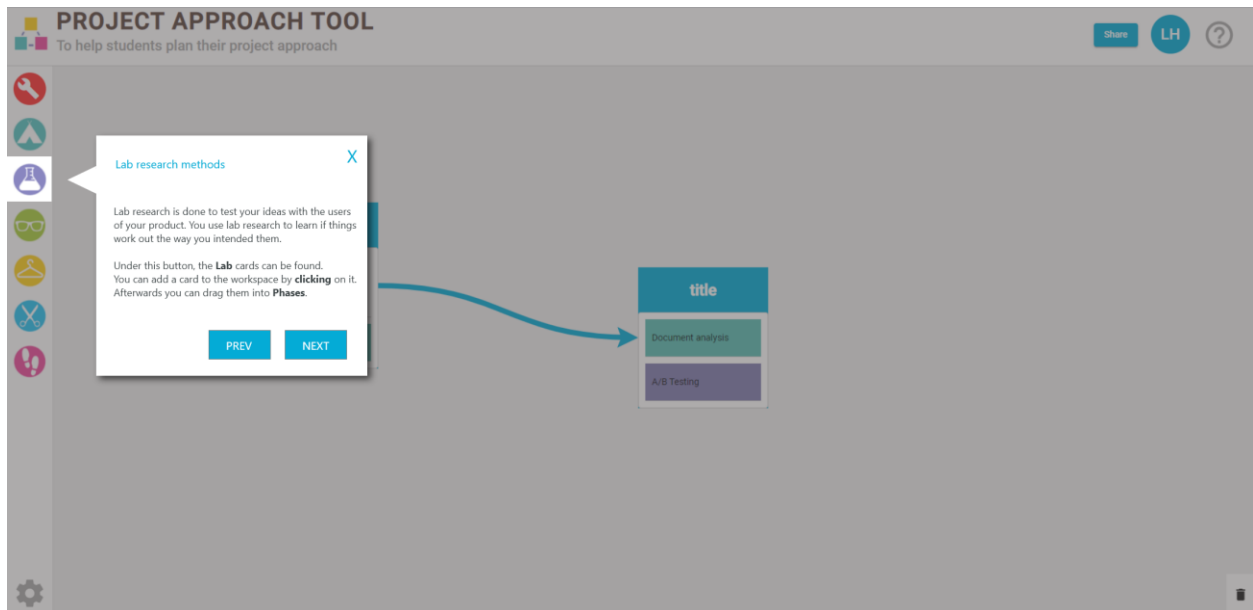 PROJECT APPROACH TOOL
To help students plan their project approach
Share
LH
?
Lab research methods
X
Lab research is done to test your ideas with the users
of your product. You use lab research to learn if things
work out the way you intended them.
Under this button, the Lab cards can be found.
You can add a card to the workspace by clicking on it.
Afterwards you can drag them into Phases.
PREV
NEXT
title
Document analysis
A/B Testing